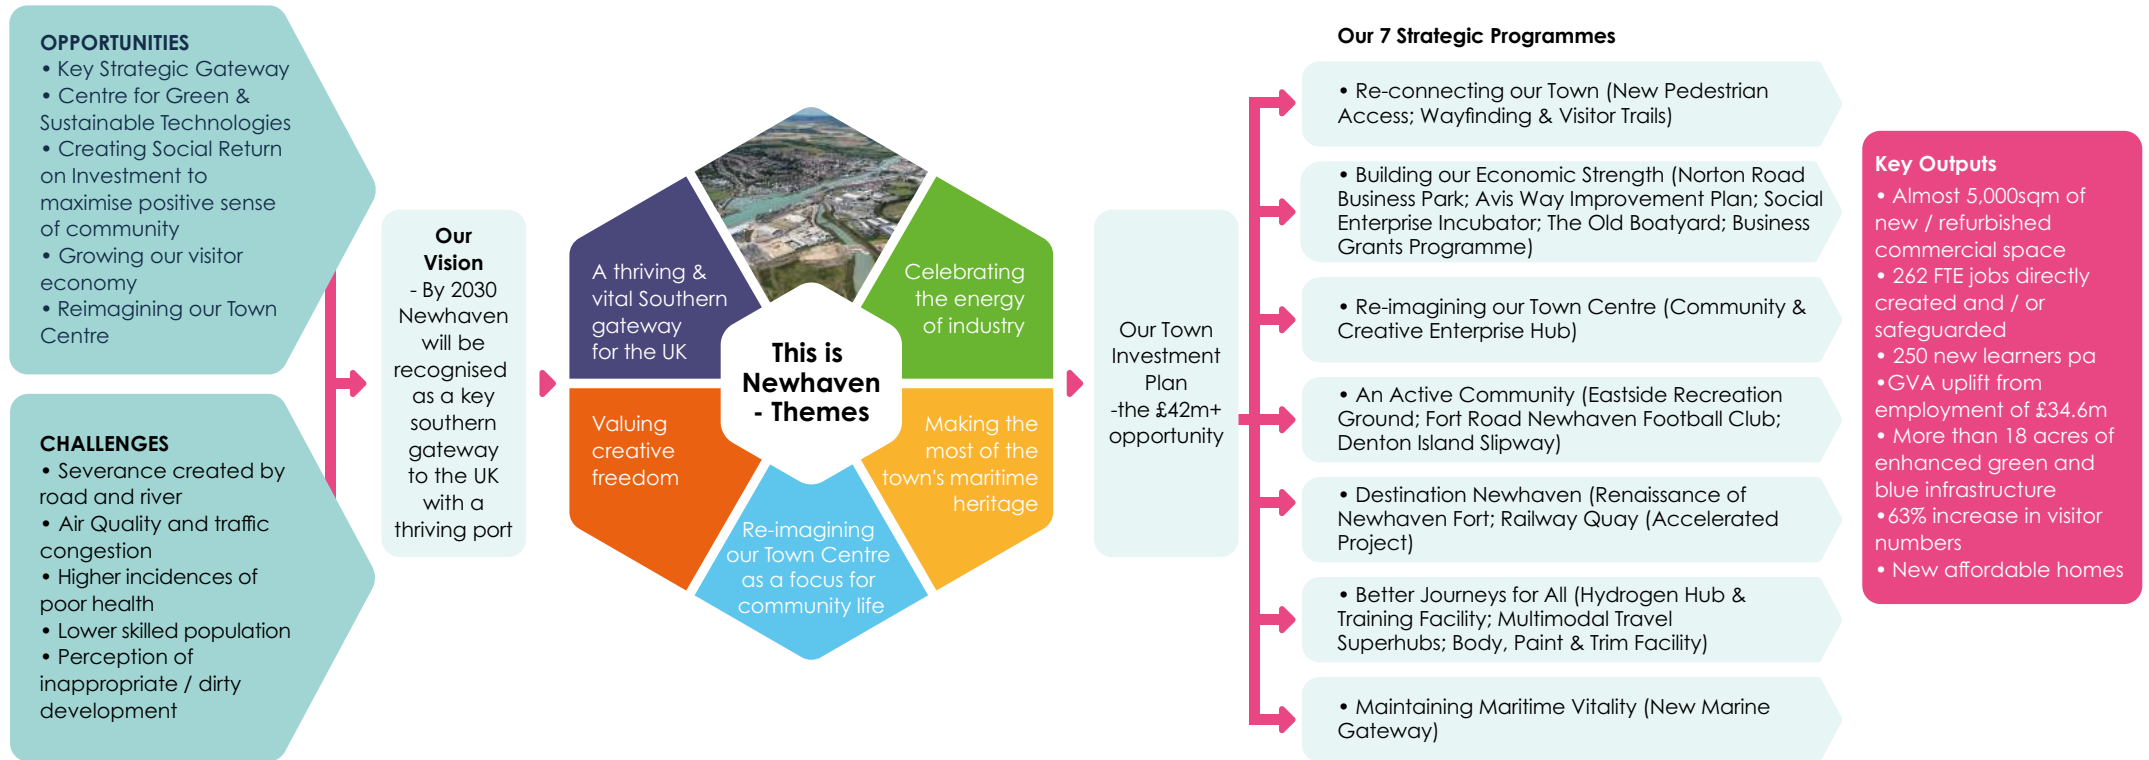 OPPORTUNITIES
• Key Strategic Gateway
• Centre for Green &
Sustainable Technologies
• Creating Social Return
on Investment to
maximise positive sense
of community
• Growing our visitor
economy
• Reimagining our Town
Centre
CHALLENGES
• Severance created by
road and river
• Air Quality and traffic
congestion
• Higher incidences of
poor health
• Lower skilled population
• Perception of
inappropriate / dirty
development
Our
Vision
- By 2030
Newhaven
will be
recognised
as a key
southern
gateway
to the UK
with a
thriving port
A thriving &
vital Southern
gateway
for the UK
Celebrating
the energy
of industry
This is
Newhaven
- Themes
Valuing
creative
freedom
Making the
most of the
town's maritime
heritage
Re-imagining
our Town Centre
as a focus for
community life
Our Town
Investment
Plan
-the £42m+
opportunity
Our 7 Strategic Programmes
• Re-connecting our Town (New Pedestrian
Access; Wayfinding & Visitor Trails)
• Building our Economic Strength (Norton Road
Business Park; Avis Way Improvement Plan; Social
Enterprise Incubator; The Old Boatyard; Business
Grants Programme)
• Re-imagining our Town Centre (Community &
Creative Enterprise Hub)
• An Active Community (Eastside Recreation
Ground; Fort Road Newhaven Football Club;
Denton Island Slipway)
• Destination Newhaven (Renaissance of
Newhaven Fort; Railway Quay (Accelerated
Project)
• Better Journeys for All (Hydrogen Hub &
Training Facility; Multimodal Travel
Superhubs; Body, Paint & Trim Facility)
• Maintaining Maritime Vitality (New Marine
Gateway)
Key Outputs
• Almost 5,000sqm of
new / refurbished
commercial space
• 262 FTE jobs directly
created and / or
safeguarded
• 250 new learners pa
•GVA uplift from
employment of £34.6m
• More than 18 acres of
enhanced green and
blue infrastructure
•63% increase in visitor
numbers
• New affordable homes